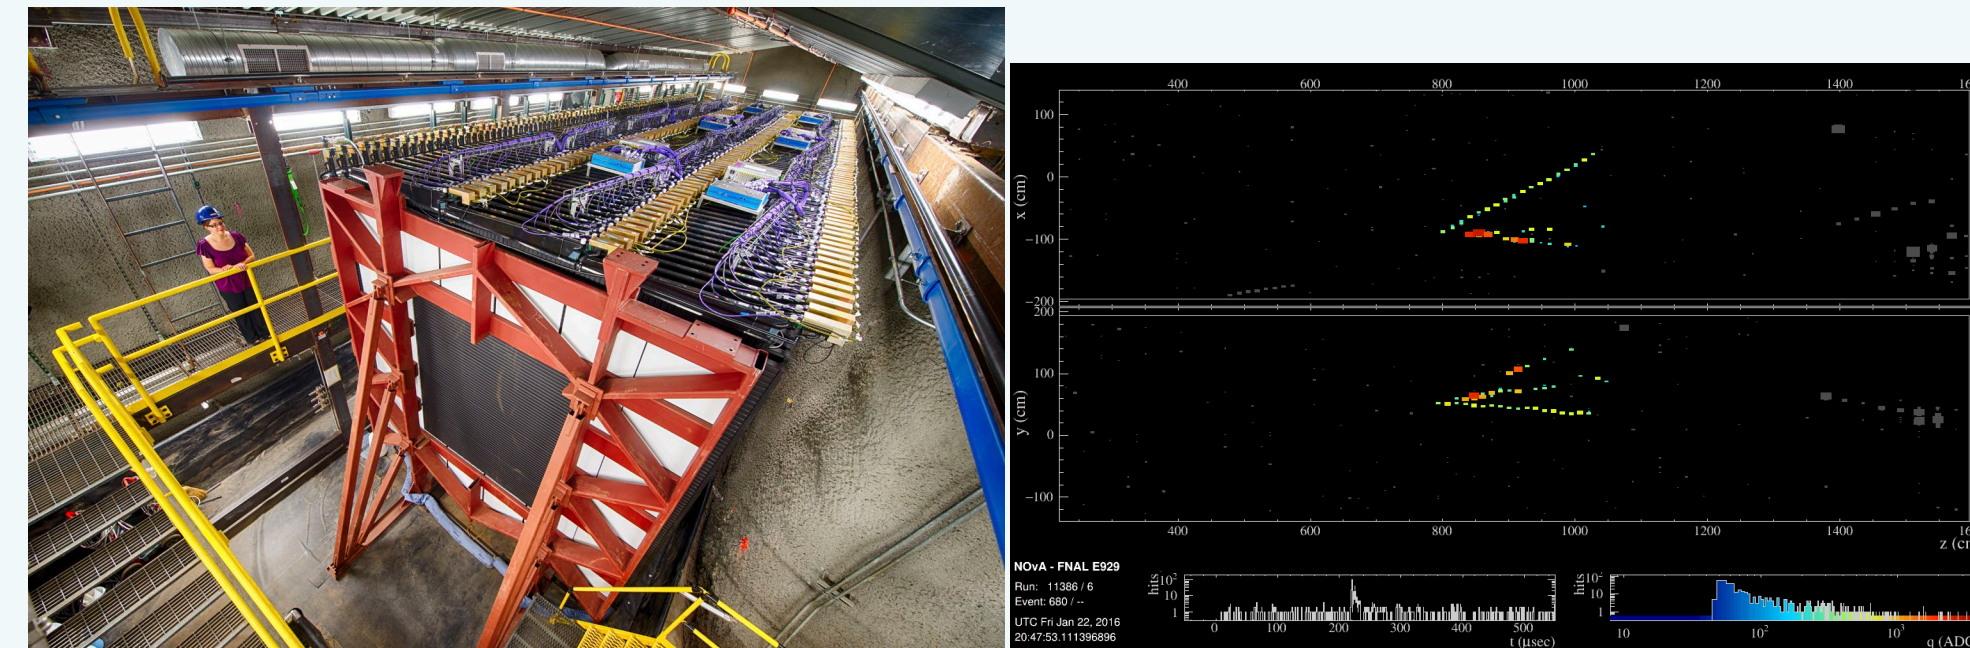 400 600 800 1000 1200 1400
100
0
−100
−200
x (cm)
200
100
0
−100
y (cm)
400 600 800 1000 1200 1400
NOvA - FNAL E929
Run: 11386 / 6
Event: 680 / --
UTC Fri Jan 22, 2016
20:47:53.111396896
hits
10²
10
1
0 100 200 300 400 500
t (μsec)
hits
10²
10
1
10 10² 10³